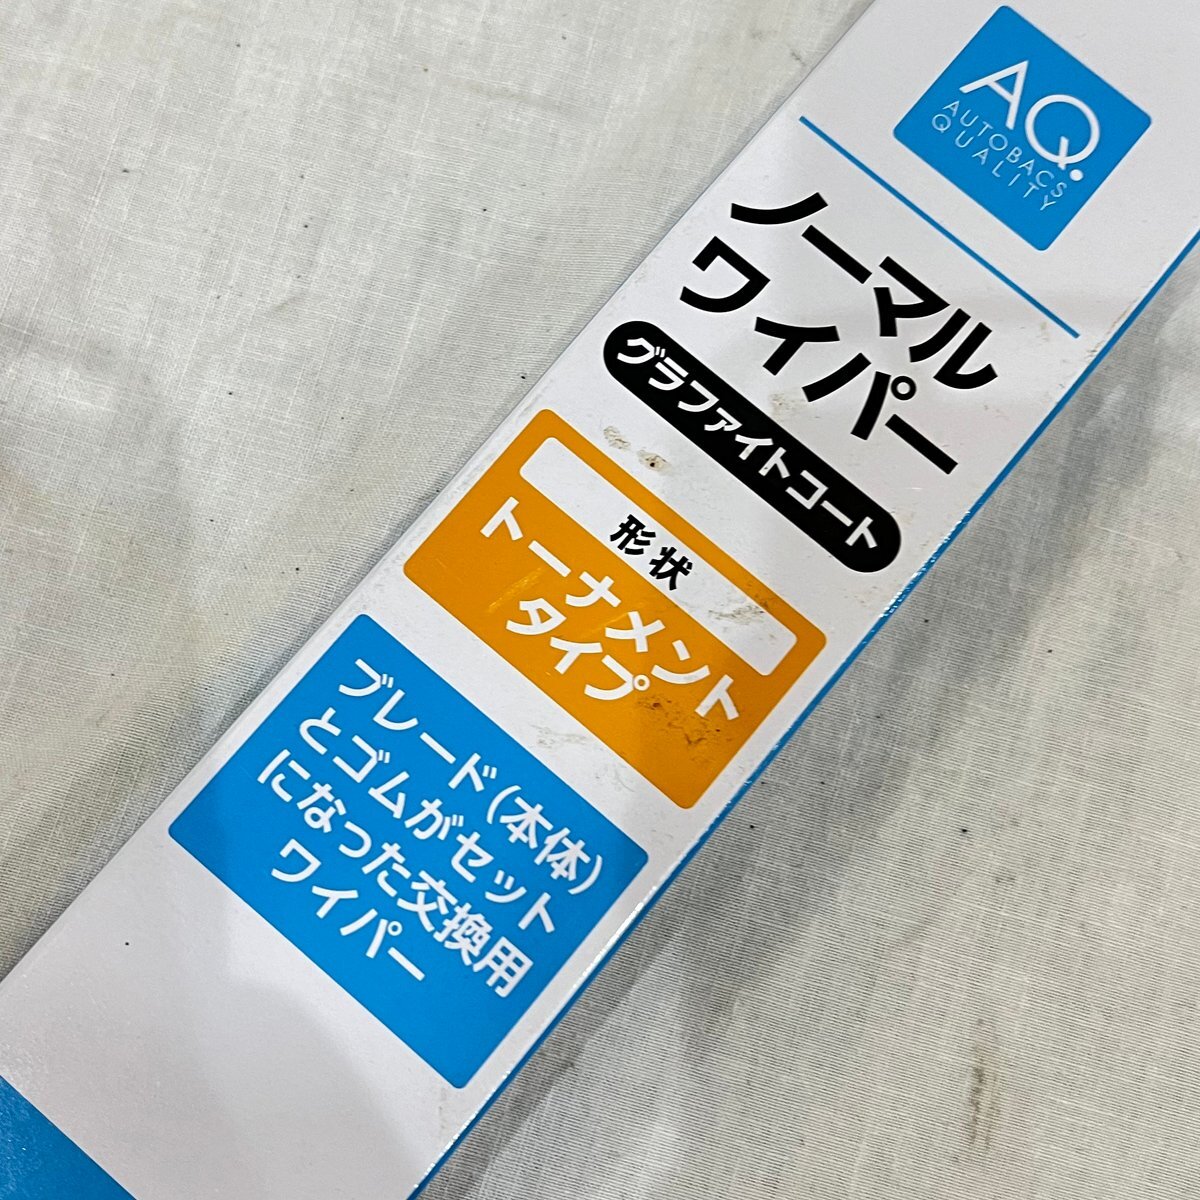 AQ.
AUTOBACS
QUALITY
ノーマル
ワイパー
グラファイトコート
形状
トーナメント
タイプ
ブレード(本体)
とゴムがセット
になった交換用
ワイパー